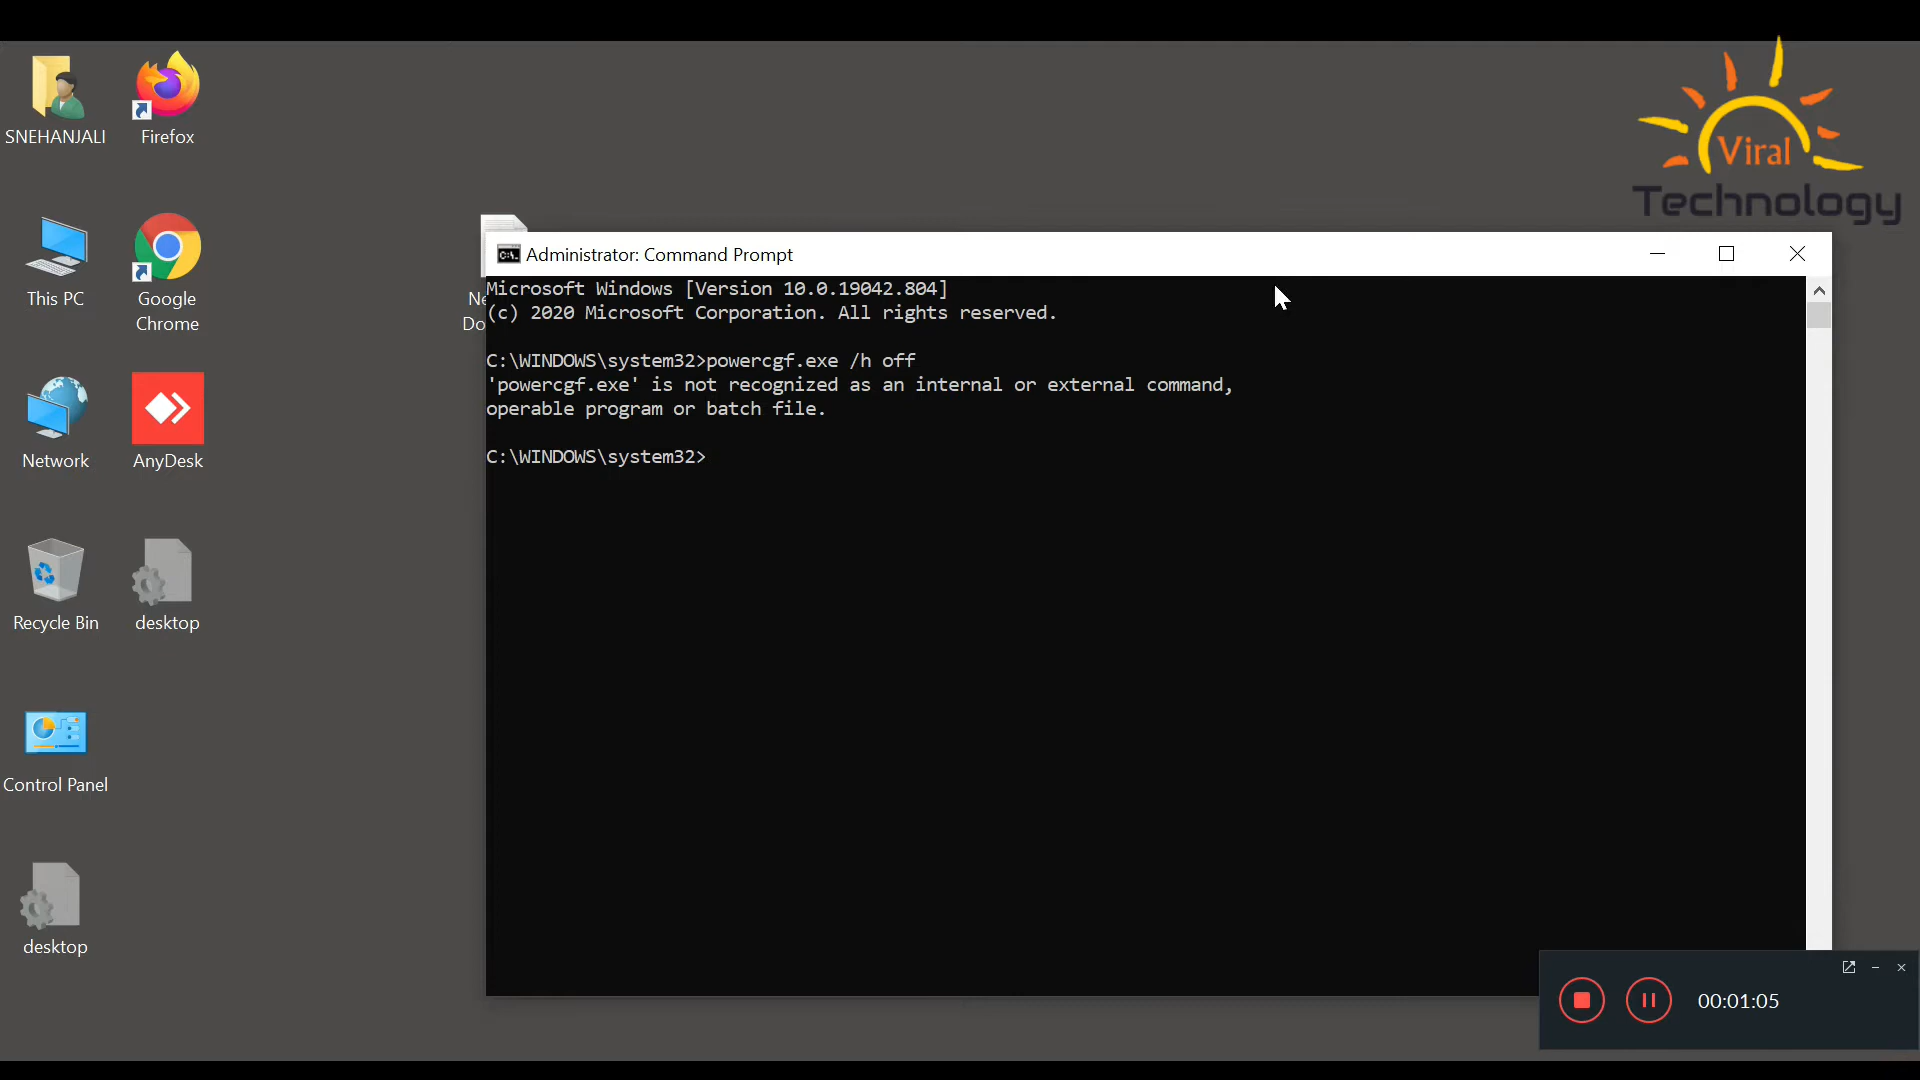 SNEHANJALI
Firefox
Viral
Technology
This PC
Google
Chrome
Network
AnyDesk
Recycle Bin
desktop
Control Panel
desktop
Administrator: Command Prompt
Microsoft Windows [Version 10.0.19042.804]
(c) 2020 Microsoft Corporation. All rights reserved.
C:\WINDOWS\system32>powercgf.exe /h off
'powercgf.exe' is not recognized as an internal or external command,
operable program or batch file.
C:\WINDOWS\system32>
00:01:05